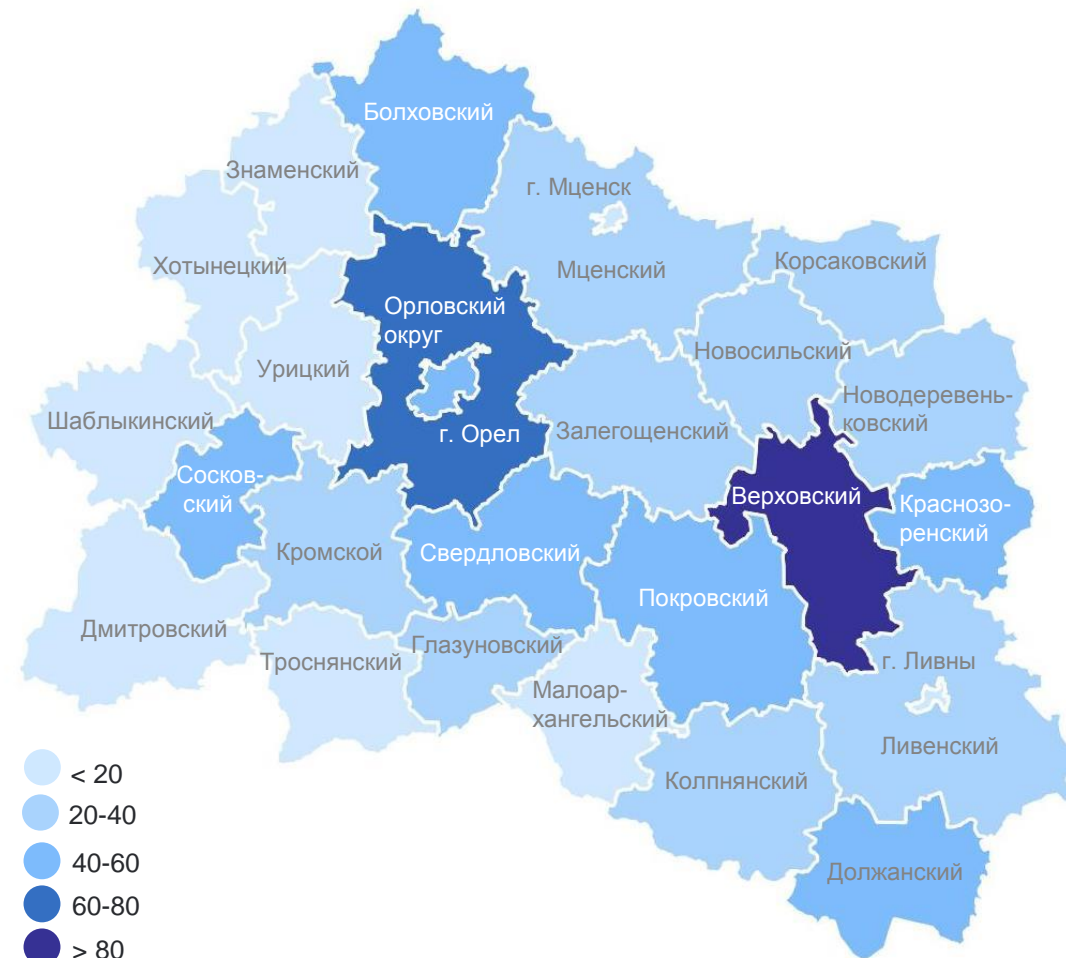 Болховский
Знаменский
г. Мценск
Хотынецкий
Мценский
Корсаковский
Орловский
округ
Новосильский
Урицкий
Новодеревень-
ковский
Шаблыкинский
г. Орел
Залегощенский
Сосков-
ский
Верховский
Краснозо-
ренский
Кромской
Свердловский
Покровский
Дмитровский
Троснянский
Глазуновский
г. Ливны
Малоар-
хангельский
Ливенский
Колпнянский
Должанский
< 20
20-40
40-60
60-80
> 80